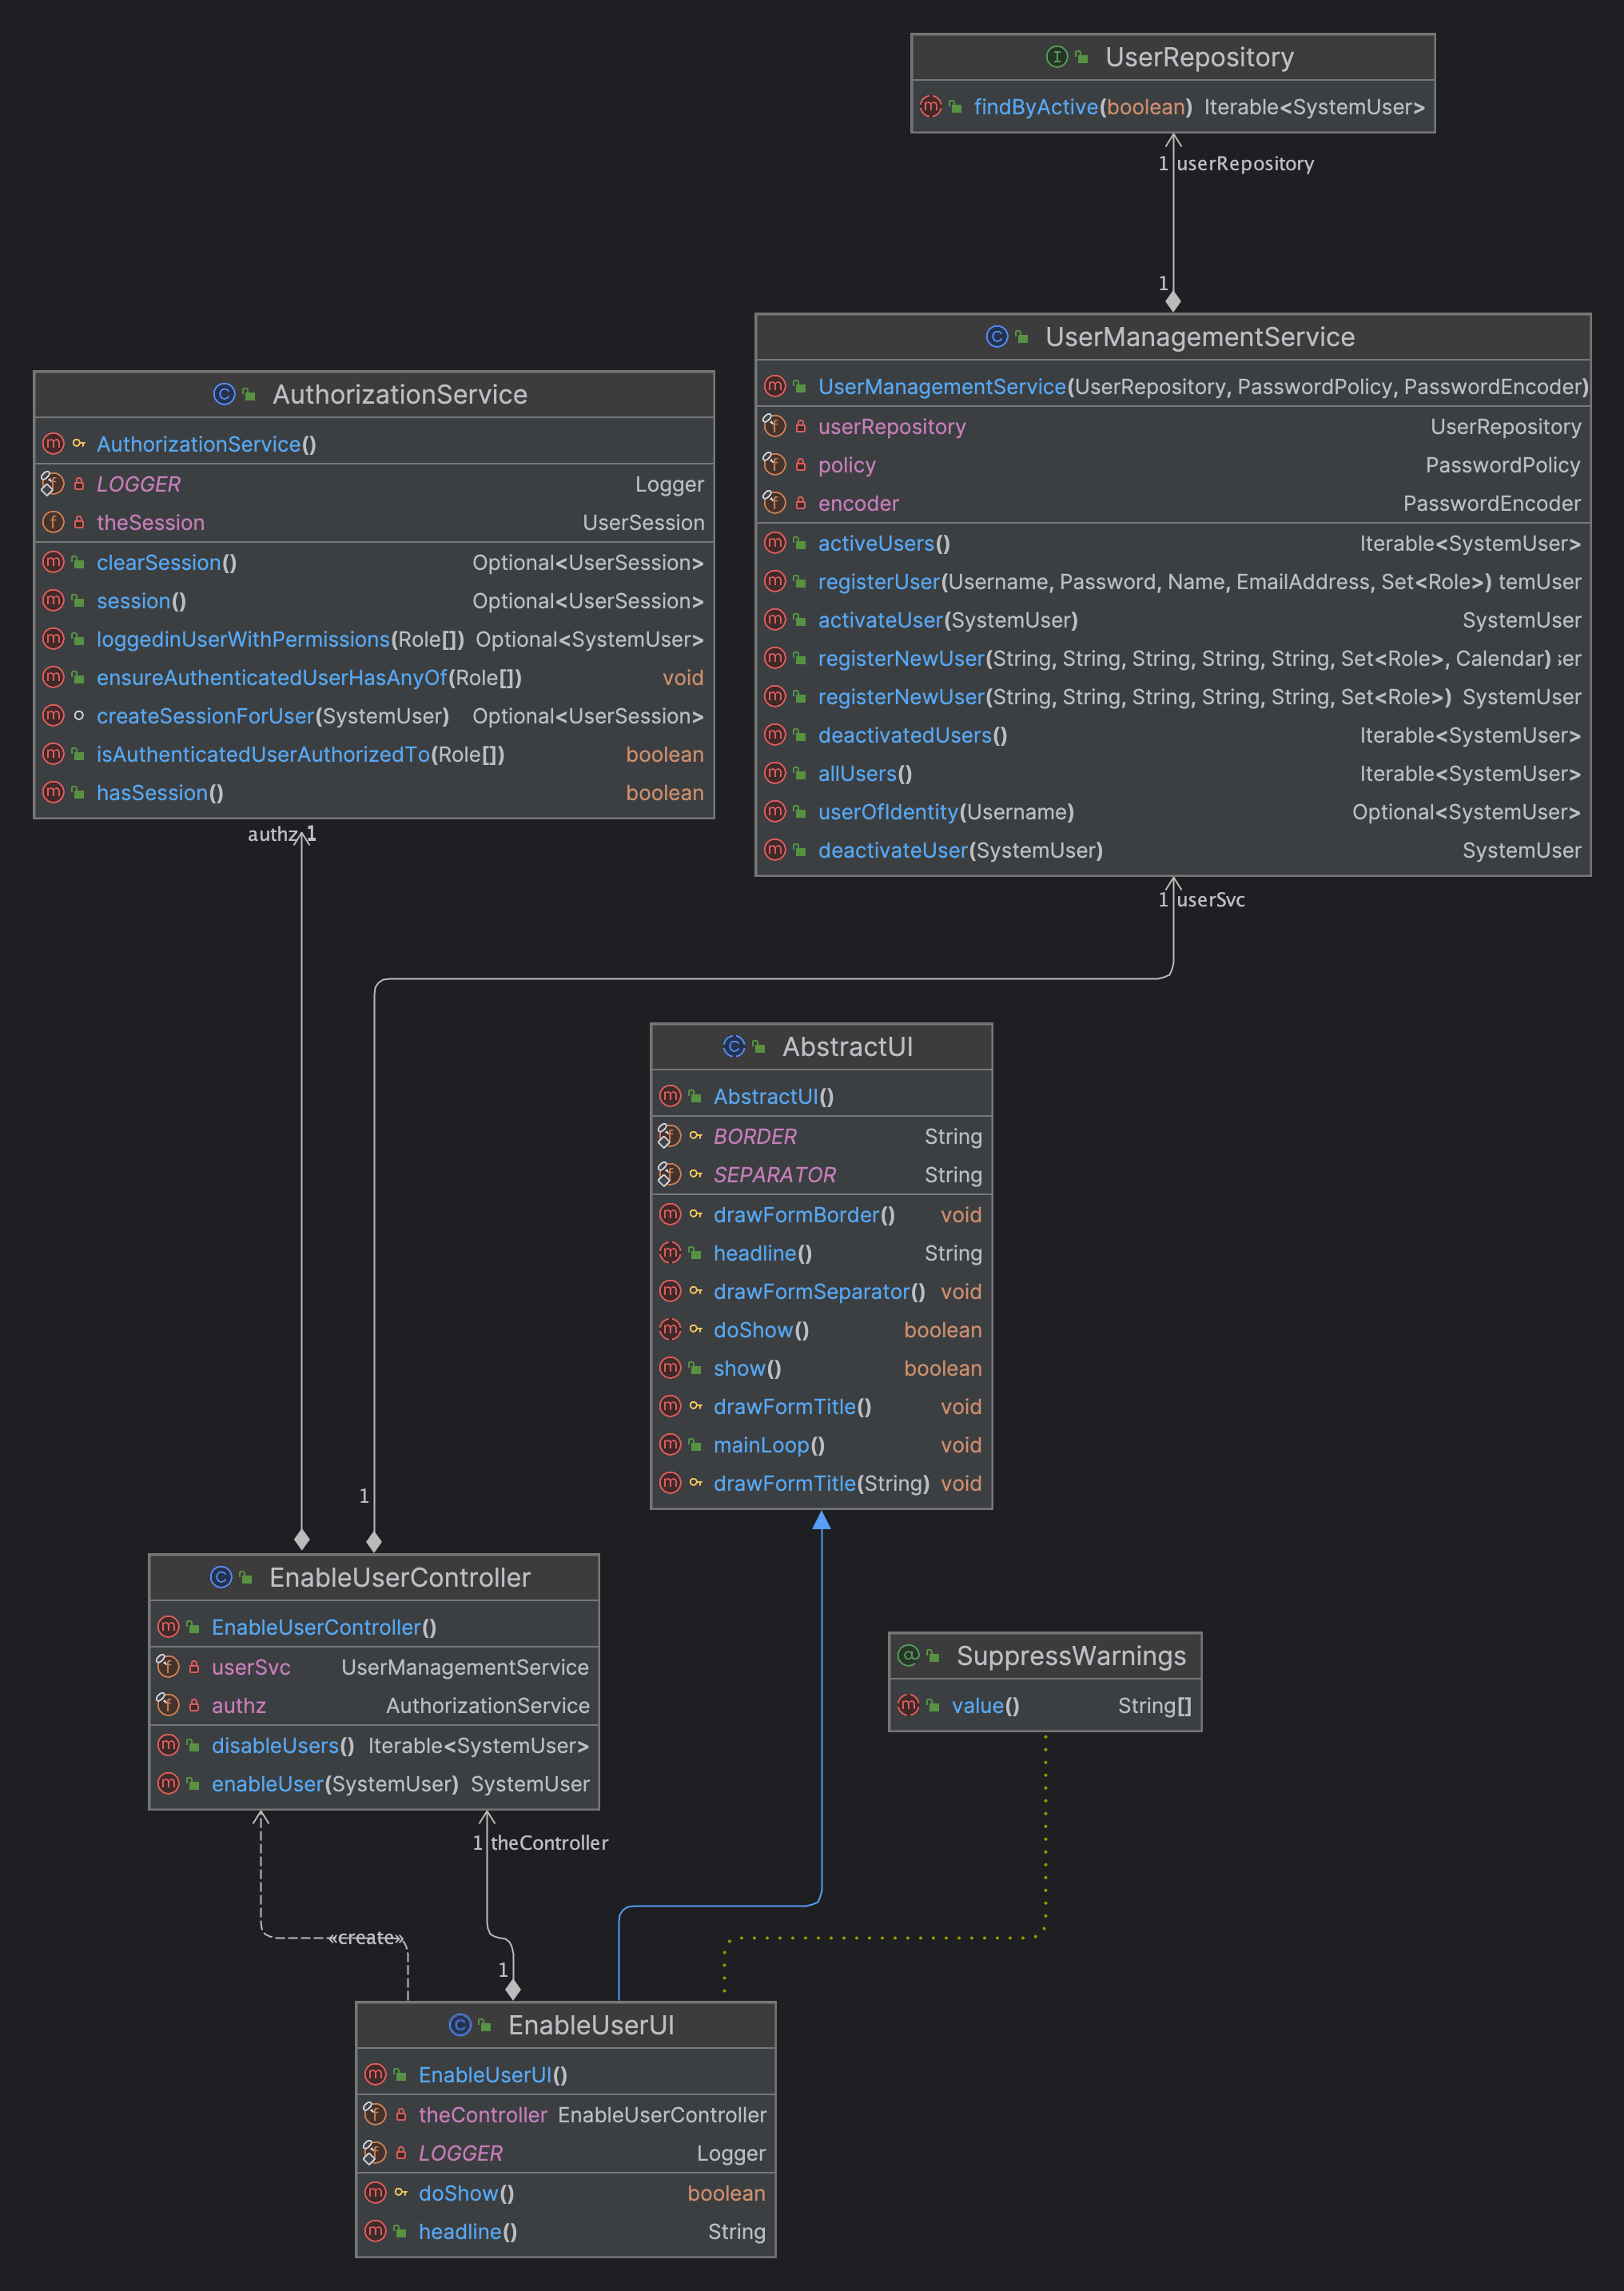 UserRepository
findByActive(boolean) Iterable<SystemUser>
1 userRepository
1
UserManagementService
UserManagementService(UserRepository, PasswordPolicy, PasswordEncoder)
userRepository UserRepository
policy PasswordPolicy
encoder PasswordEncoder
activeUsers() Iterable<SystemUser>
registerUser(Username, Password, Name, EmailAddress, Set<Role>) temUser
activateUser(SystemUser) SystemUser
registerNewUser(String, String, String, String, String, Set<Role>, Calendar) ser
registerNewUser(String, String, String, String, String, Set<Role>) SystemUser
deactivatedUsers() Iterable<SystemUser>
allUsers() Iterable<SystemUser>
userOfIdentity(Username) Optional<SystemUser>
deactivateUser(SystemUser) SystemUser
1 userSvc
AuthorizationService
AuthorizationService()
LOGGER Logger
theSession UserSession
clearSession() Optional<UserSession>
session() Optional<UserSession>
loggedinUserWithPermissions(Role[]) Optional<SystemUser>
ensureAuthenticatedUserHasAnyOf(Role[]) void
createSessionForUser(SystemUser) Optional<UserSession>
isAuthenticatedUserAuthorizedTo(Role[]) boolean
hasSession() boolean
authz 1
AbstractUI
AbstractUI()
BORDER String
SEPARATOR String
drawFormBorder() void
headline() String
drawFormSeparator() void
doShow() boolean
show() boolean
drawFormTitle() void
mainLoop() void
drawFormTitle(String) void
1
EnableUserController
EnableUserController()
userSvc UserManagementService
authz AuthorizationService
disableUsers() Iterable<SystemUser>
enableUser(SystemUser) SystemUser
SuppressWarnings
value() String[]
1 theController
«create»
1
EnableUserUI
EnableUserUI()
theController EnableUserController
LOGGER Logger
doShow() boolean
headline() String